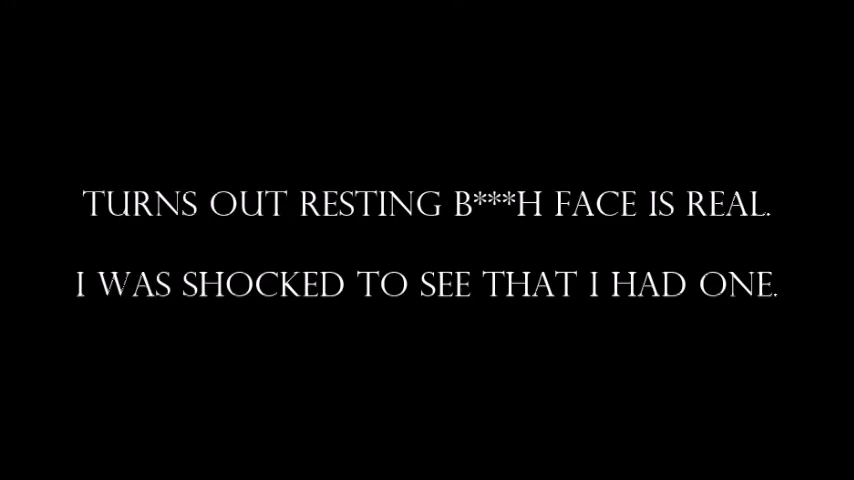 TURNS OUT RESTING B***H FACE IS REAL.
I WAS SHOCKED TO SEE THAT I HAD ONE.